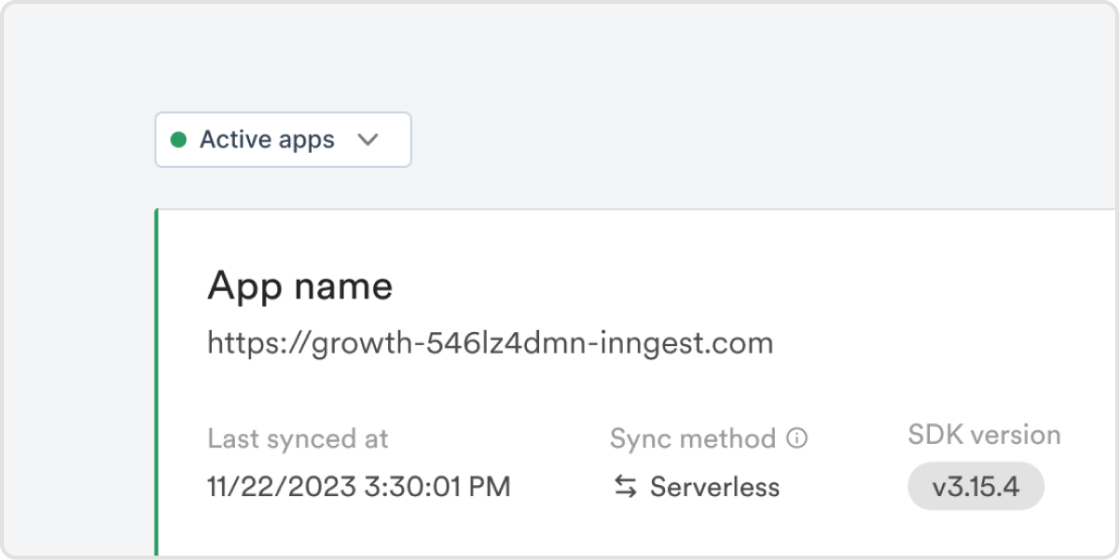 Active apps
App name
https://growth-546lz4dmn-inngest.com
Last synced at
Sync method
SDK version
11/22/2023 3:30:01 PM
Serverless
v3.15.4